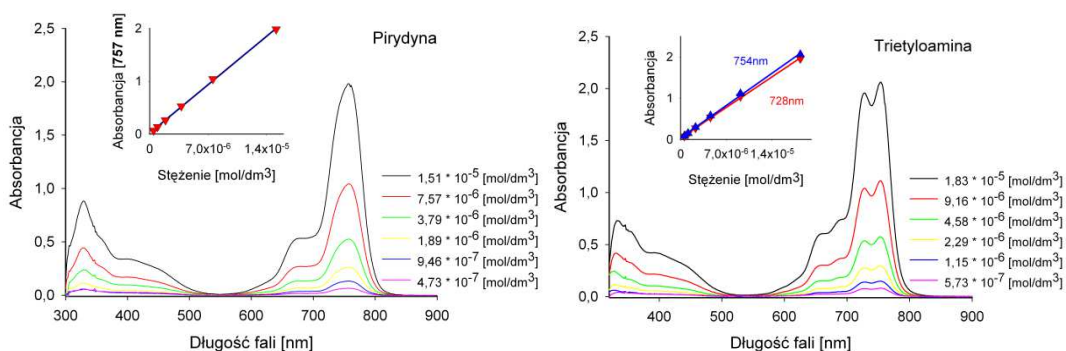 Pirydyna
Absorbancja [757 nm]
2
1
0
0
7,0x10-6
1,4x10-5
Stężenie [mol/dm3]
Absorbancja
2,5
2,0
1,5
1,0
0,5
0,0
1,51 * 10-5 [mol/dm3]
7,57 * 10-6 [mol/dm3]
3,79 * 10-6 [mol/dm3]
1,89 * 10-6 [mol/dm3]
9,46 * 10-7 [mol/dm3]
4,73 * 10-7 [mol/dm3]
300 400 500 600 700 800 900
Długość fali [nm]
Trietyloamina
Absorbancja
2
1
0
754nm
728nm
0
7,0x10-6
1,4x10-5
Stężenie [mol/dm3]
Absorbancja
2,5
2,0
1,5
1,0
0,5
0,0
1,83 * 10-5 [mol/dm3]
9,16 * 10-6 [mol/dm3]
4,58 * 10-6 [mol/dm3]
2,29 * 10-6 [mol/dm3]
1,15 * 10-6 [mol/dm3]
5,73 * 10-7 [mol/dm3]
400 500 600 700 800 900
Długość fali [nm]